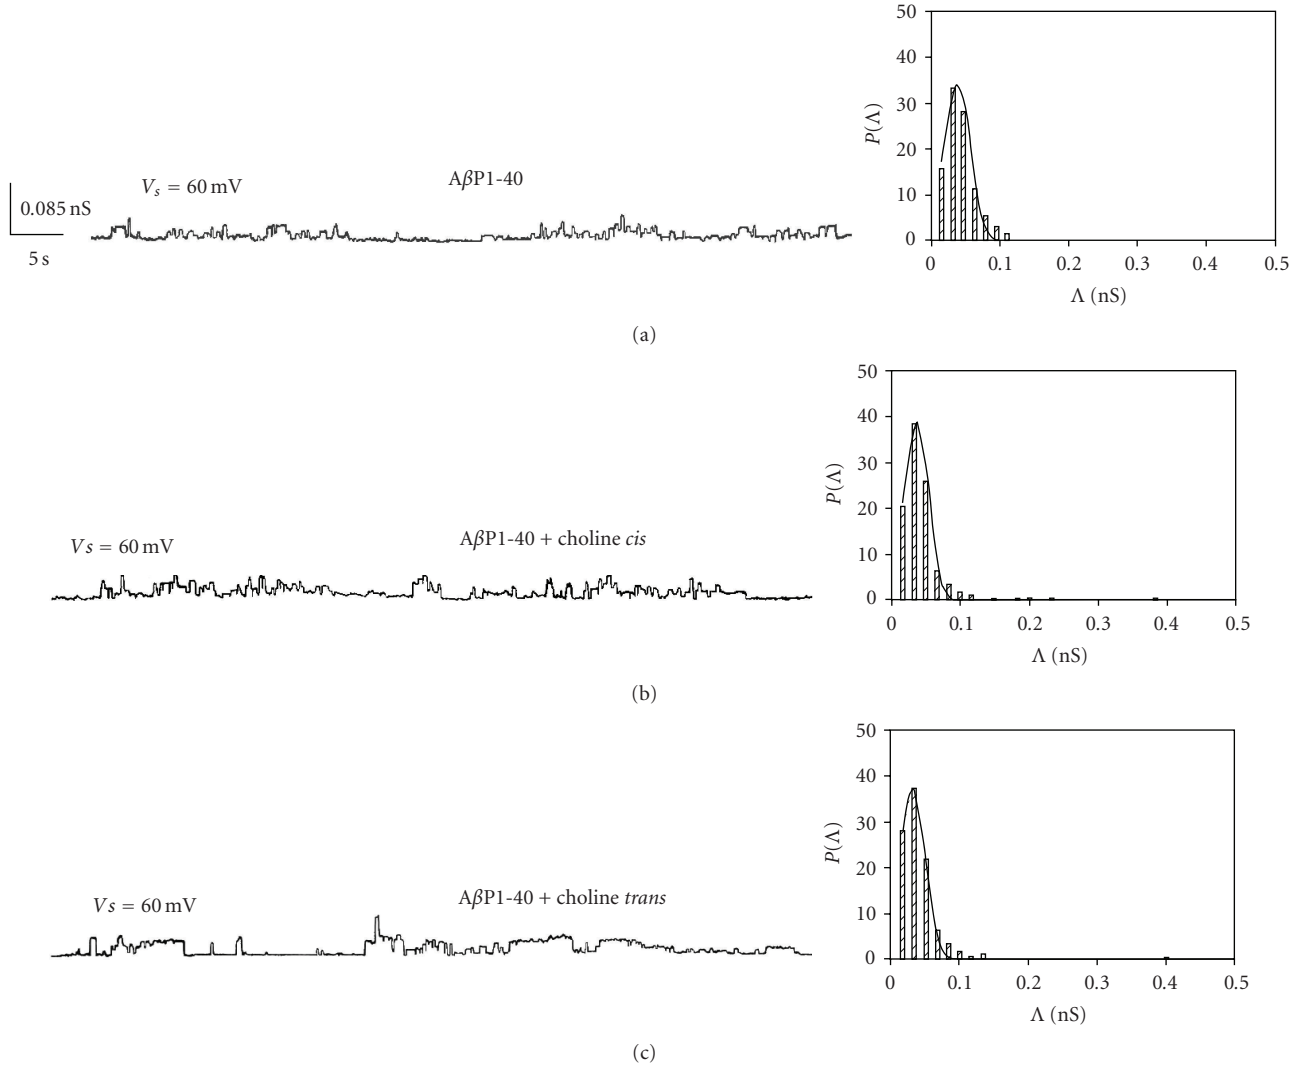 50
40
30
20
10
0
P(Λ)
0 0.1 0.2 0.3 0.4 0.5
Λ (nS)
0.085 nS
5 s
Vs = 60 mV
AβP1-40
(a)
50
40
30
20
10
0
P(Λ)
0 0.1 0.2 0.3 0.4 0.5
Λ (nS)
Vs = 60 mV
AβP1-40 + choline cis
(b)
50
40
30
20
10
0
P(Λ)
0 0.1 0.2 0.3 0.4 0.5
Λ (nS)
Vs = 60 mV
AβP1-40 + choline trans
(c)